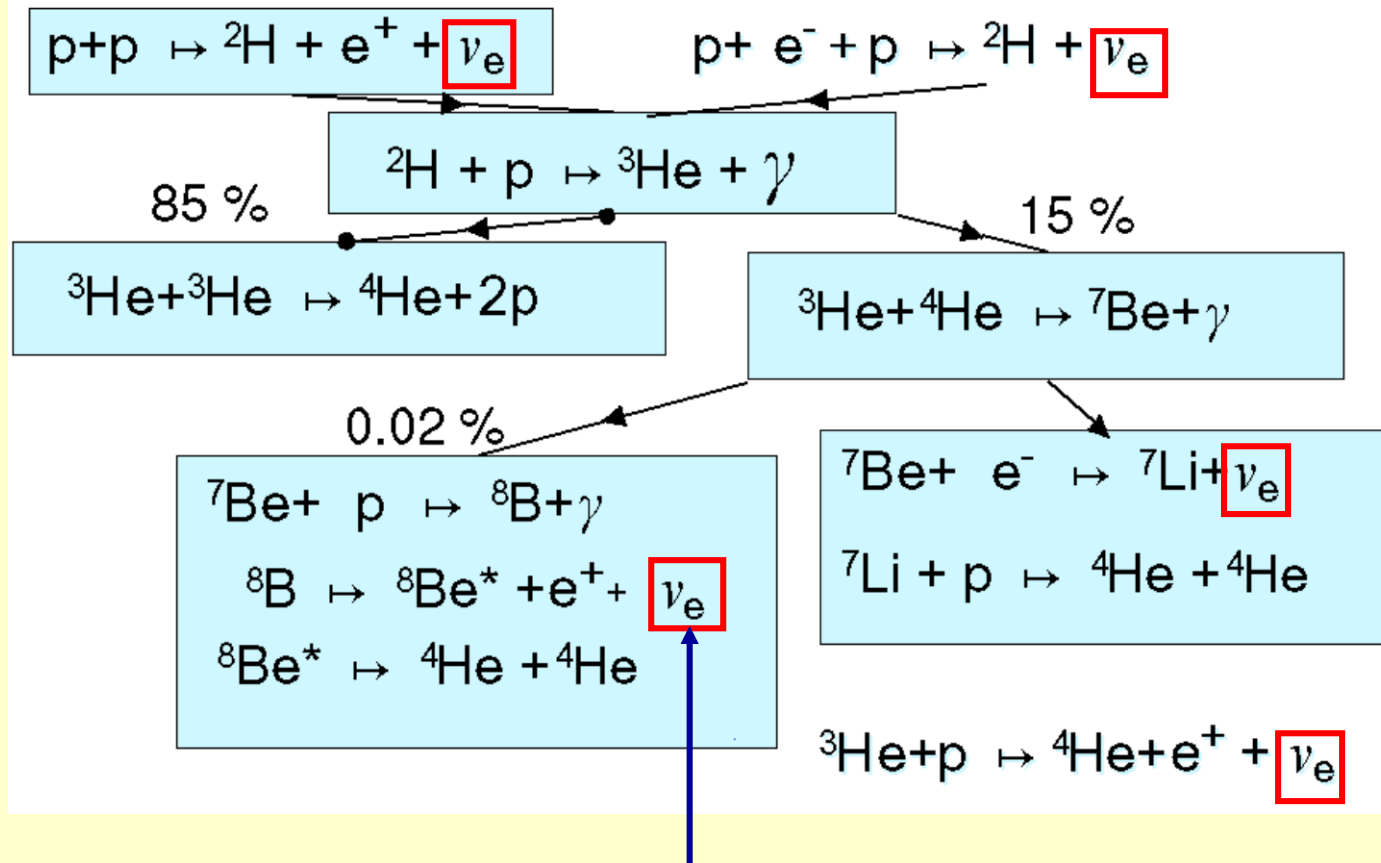 p+p ↦ ²H + e⁺ + νₑ
p+ e⁻ + p ↦ ²H + νₑ
²H + p ↦ ³He + γ
85 %
15 %
³He+³He ↦ ⁴He+2p
³He+⁴He ↦ ⁷Be+γ
0.02 %
⁷Be+ p ↦ ⁸B+γ
⁸B ↦ ⁸Be* +e⁺+ νₑ
⁸Be* ↦ ⁴He +⁴He
⁷Be+ e⁻ ↦ ⁷Li+νₑ
⁷Li + p ↦ ⁴He +⁴He
³He+p ↦ ⁴He+e⁺ + νₑ